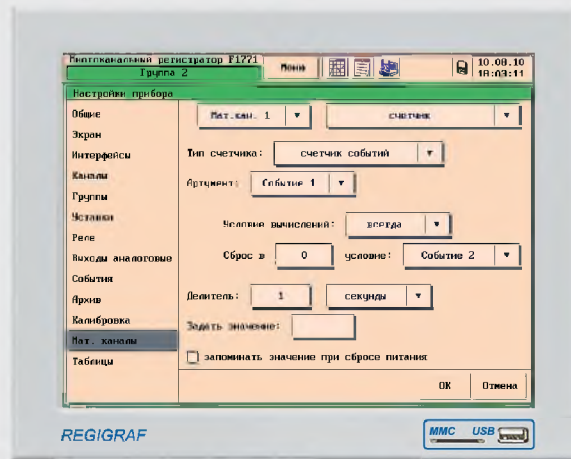 Многоканальный регистратор F1771
Группа 2
Меню
10.08.10
18:03:11
Настройки прибора
Общие
Экран
Интерфейсы
Каналы
Группы
Уставки
Реле
Выходы аналоговые
События
Архив
Калибровка
Мат. каналы
Таблицы
Мат.кан. 1
счетчик
Тип счетчика: счетчик событий
Аргумент: Событие 1
Условие вычислений: всегда
Сброс в 0 условие: Событие 2
Делитель: 1 секунды
Задать значение:
запоминать значение при сбросе питания
ОК Отмена
REGIGRAF
MMC USB